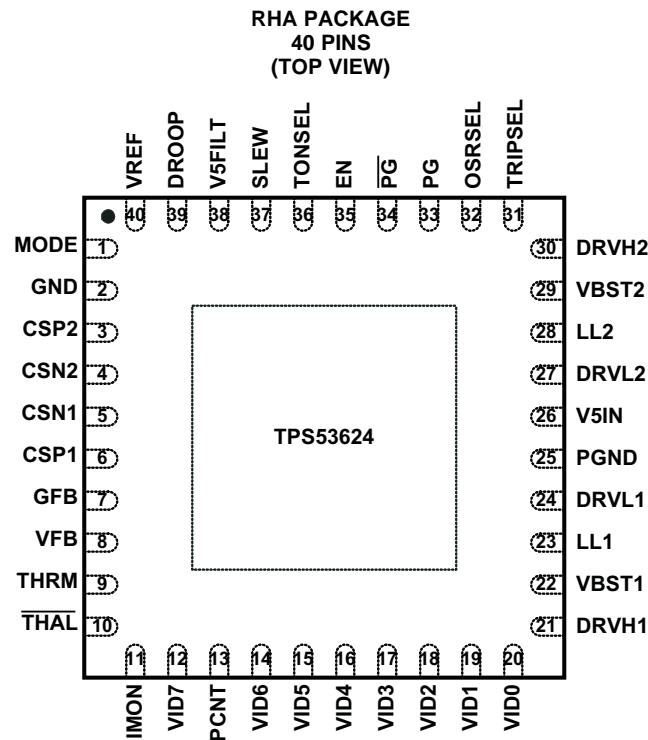 RHA PACKAGE
40 PINS
(TOP VIEW)
VREF
DROOP
V5FILT
SLEW
TONSEL
EN
P̅G̅
PG
OSRSEL
TRIPSEL
40
39
38
37
36
35
34
33
32
31
MODE 1
GND 2
CSP2 3
CSN2 4
CSN1 5
CSP1 6
GFB 7
VFB 8
THRM 9
T̅H̅A̅L̅ 10
TPS53624
30 DRVH2
29 VBST2
28 LL2
27 DRVL2
26 V5IN
25 PGND
24 DRVL1
23 LL1
22 VBST1
21 DRVH1
11
12
13
14
15
16
17
18
19
20
IMON
VID7
PCNT
VID6
VID5
VID4
VID3
VID2
VID1
VID0